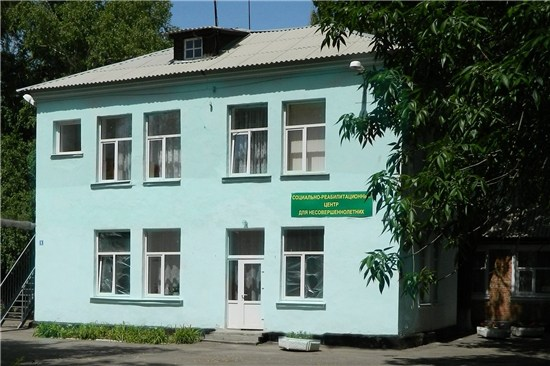 СОЦИАЛЬНО-РЕАБИЛИТАЦИОННЫЙ
ЦЕНТР
ДЛЯ НЕСОВЕРШЕННОЛЕТНИХ